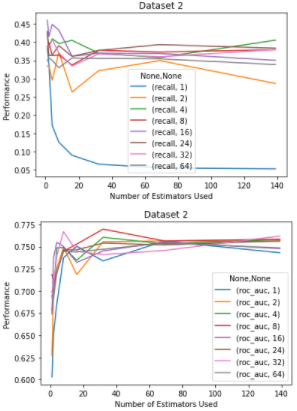 Dataset 2
Performance
0.45
0.40
0.35
0.30
0.25
0.20
0.15
0.10
0.05
None,None
(recall, 1)
(recall, 2)
(recall, 4)
(recall, 8)
(recall, 16)
(recall, 24)
(recall, 32)
(recall, 64)
0 20 40 60 80 100 120 140
Number of Estimators Used
Dataset 2
Performance
0.775
0.750
0.725
0.700
0.675
0.650
0.625
0.600
None,None
(roc_auc, 1)
(roc_auc, 2)
(roc_auc, 4)
(roc_auc, 8)
(roc_auc, 16)
(roc_auc, 24)
(roc_auc, 32)
(roc_auc, 64)
0 20 40 60 80 100 120 140
Number of Estimators Used